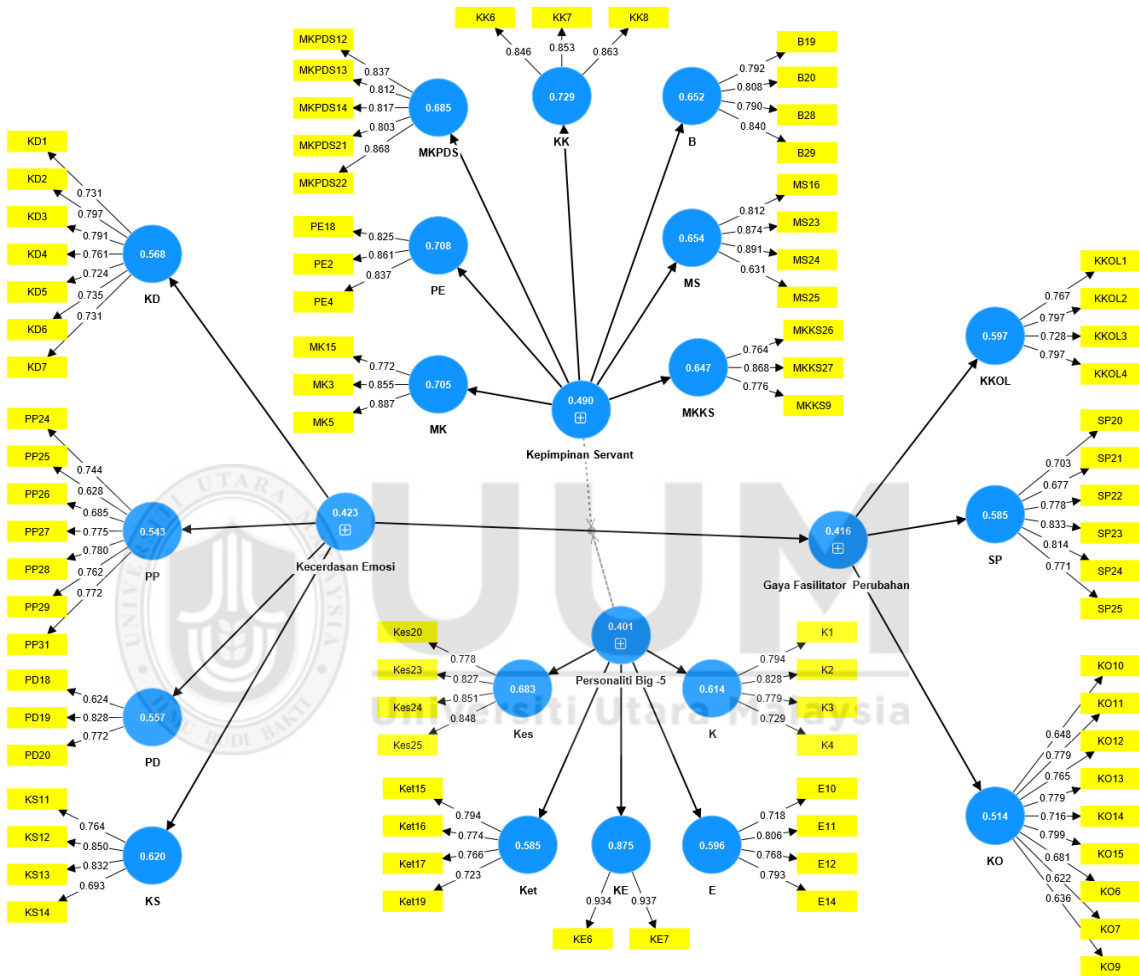 KK6
KK7
KK8
0.846
0.853
0.863
0.729
KK
MKPDS12
MKPDS13
MKPDS14
MKPDS21
MKPDS22
0.837
0.812
0.817
0.803
0.868
0.685
MKPDS
B19
B20
B28
B29
0.792
0.808
0.790
0.840
0.652
B
KD1
KD2
KD3
KD4
KD5
KD6
KD7
0.731
0.797
0.791
0.761
0.724
0.735
0.731
0.568
KD
PE18
PE2
PE4
0.825
0.861
0.837
0.708
PE
MS16
MS23
MS24
MS25
0.812
0.874
0.891
0.631
0.654
MS
MK15
MK3
MK5
0.772
0.855
0.887
0.705
MK
MKKS26
MKKS27
MKKS9
0.764
0.868
0.776
0.647
MKKS
0.490
Kepimpinan Servant
KKOL1
KKOL2
KKOL3
KKOL4
0.767
0.797
0.728
0.797
0.597
KKOL
PP24
PP25
PP26
PP27
PP28
PP29
PP31
0.744
0.628
0.685
0.775
0.780
0.762
0.772
0.543
PP
0.423
Kecerdasan Emosi
0.416
Gaya Fasilitator Perubahan
SP20
SP21
SP22
SP23
SP24
SP25
0.703
0.677
0.778
0.833
0.814
0.771
0.585
SP
PD18
PD19
PD20
0.624
0.828
0.772
0.557
PD
0.401
Personaliti Big -5
Kes20
Kes23
Kes24
Kes25
0.778
0.827
0.851
0.848
0.683
Kes
K1
K2
K3
K4
0.794
0.828
0.779
0.729
0.614
K
KS11
KS12
KS13
KS14
0.764
0.850
0.832
0.693
0.620
KS
Ket15
Ket16
Ket17
Ket19
0.794
0.774
0.766
0.723
0.585
Ket
0.875
KE
0.934
0.937
KE6
KE7
E10
E11
E12
E14
0.718
0.806
0.768
0.793
0.596
E
KO10
KO11
KO12
KO13
KO14
KO15
KO6
KO7
KO9
0.648
0.779
0.765
0.779
0.716
0.799
0.681
0.622
0.636
0.514
KO
UUM
Universiti Utara Malaysia